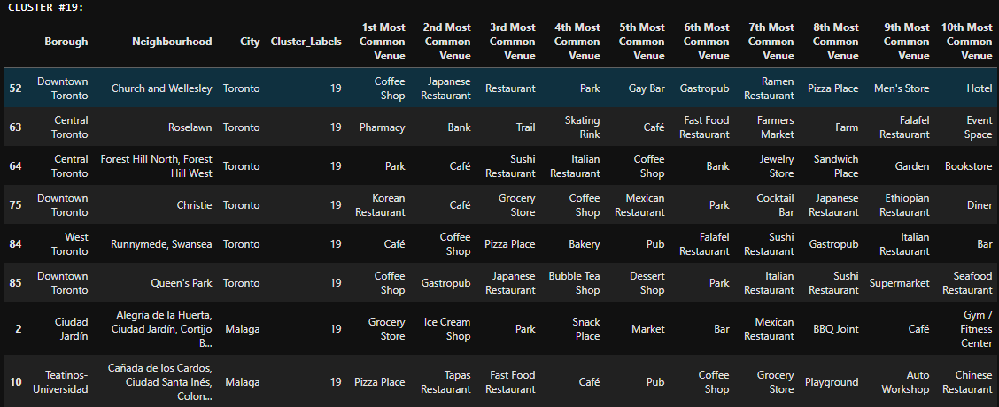 CLUSTER #19:
Borough Neighbourhood City Cluster_Labels 1st Most Common Venue 2nd Most Common Venue 3rd Most Common Venue 4th Most Common Venue 5th Most Common Venue 6th Most Common Venue 7th Most Common Venue 8th Most Common Venue 9th Most Common Venue 10th Most Common Venue
52 Downtown Toronto Church and Wellesley Toronto 19 Coffee Shop Japanese Restaurant Restaurant Park Gay Bar Gastropub Ramen Restaurant Pizza Place Men's Store Hotel
63 Central Toronto Roselawn Toronto 19 Pharmacy Bank Trail Skating Rink Café Fast Food Restaurant Farmers Market Farm Falafel Restaurant Event Space
64 Central Toronto Forest Hill North, Forest Hill West Toronto 19 Park Café Sushi Restaurant Italian Restaurant Coffee Shop Bank Jewelry Store Sandwich Place Garden Bookstore
75 Downtown Toronto Christie Toronto 19 Korean Restaurant Café Grocery Store Coffee Shop Mexican Restaurant Park Cocktail Bar Japanese Restaurant Ethiopian Restaurant Diner
84 West Toronto Runnymede, Swansea Toronto 19 Café Coffee Shop Pizza Place Bakery Pub Falafel Restaurant Sushi Restaurant Gastropub Italian Restaurant Bar
85 Downtown Toronto Queen's Park Toronto 19 Coffee Shop Gastropub Japanese Restaurant Bubble Tea Shop Dessert Shop Park Italian Restaurant Sushi Restaurant Supermarket Seafood Restaurant
2 Ciudad Jardín Alegría de la Huerta, Ciudad Jardín, Cortijo B... Malaga 19 Grocery Store Ice Cream Shop Park Snack Place Market Bar Mexican Restaurant BBQ Joint Café Gym / Fitness Center
10 Teatinos-Universidad Cañada de los Cardos, Ciudad Santa Inés, Colon... Malaga 19 Pizza Place Tapas Restaurant Fast Food Restaurant Café Pub Coffee Shop Grocery Store Playground Auto Workshop Chinese Restaurant